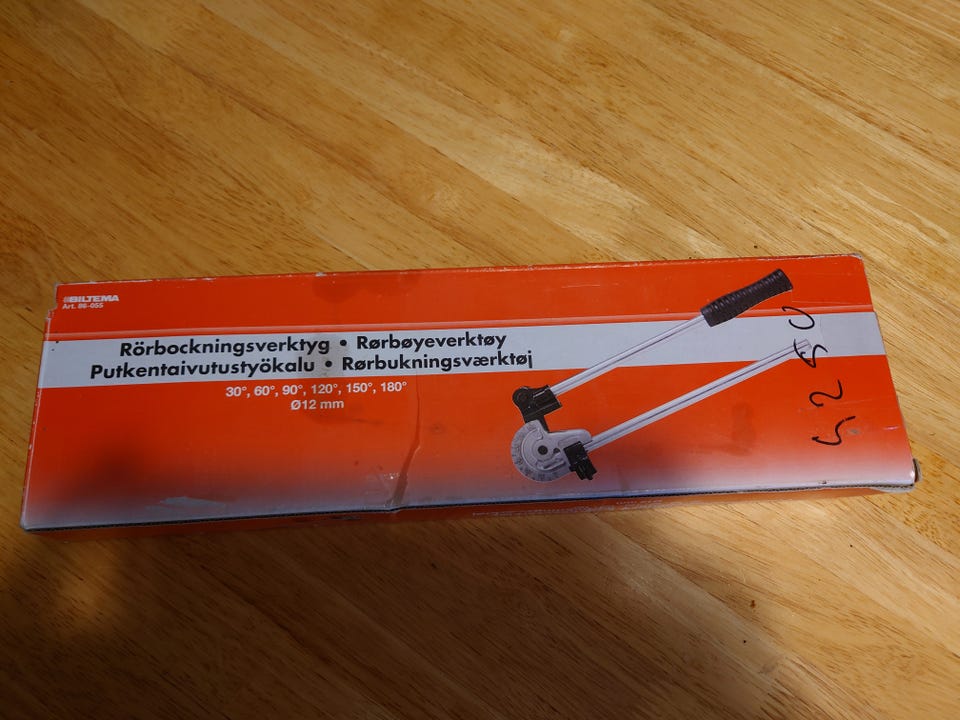 BILTEMA
Art. 86-055
Rörbockningsverktyg • Rørbøyeverktøy
Putkentaivutustyökalu • Rørbukningsværktøj
30°, 60°, 90°, 120°, 150°, 180°
Ø12 mm